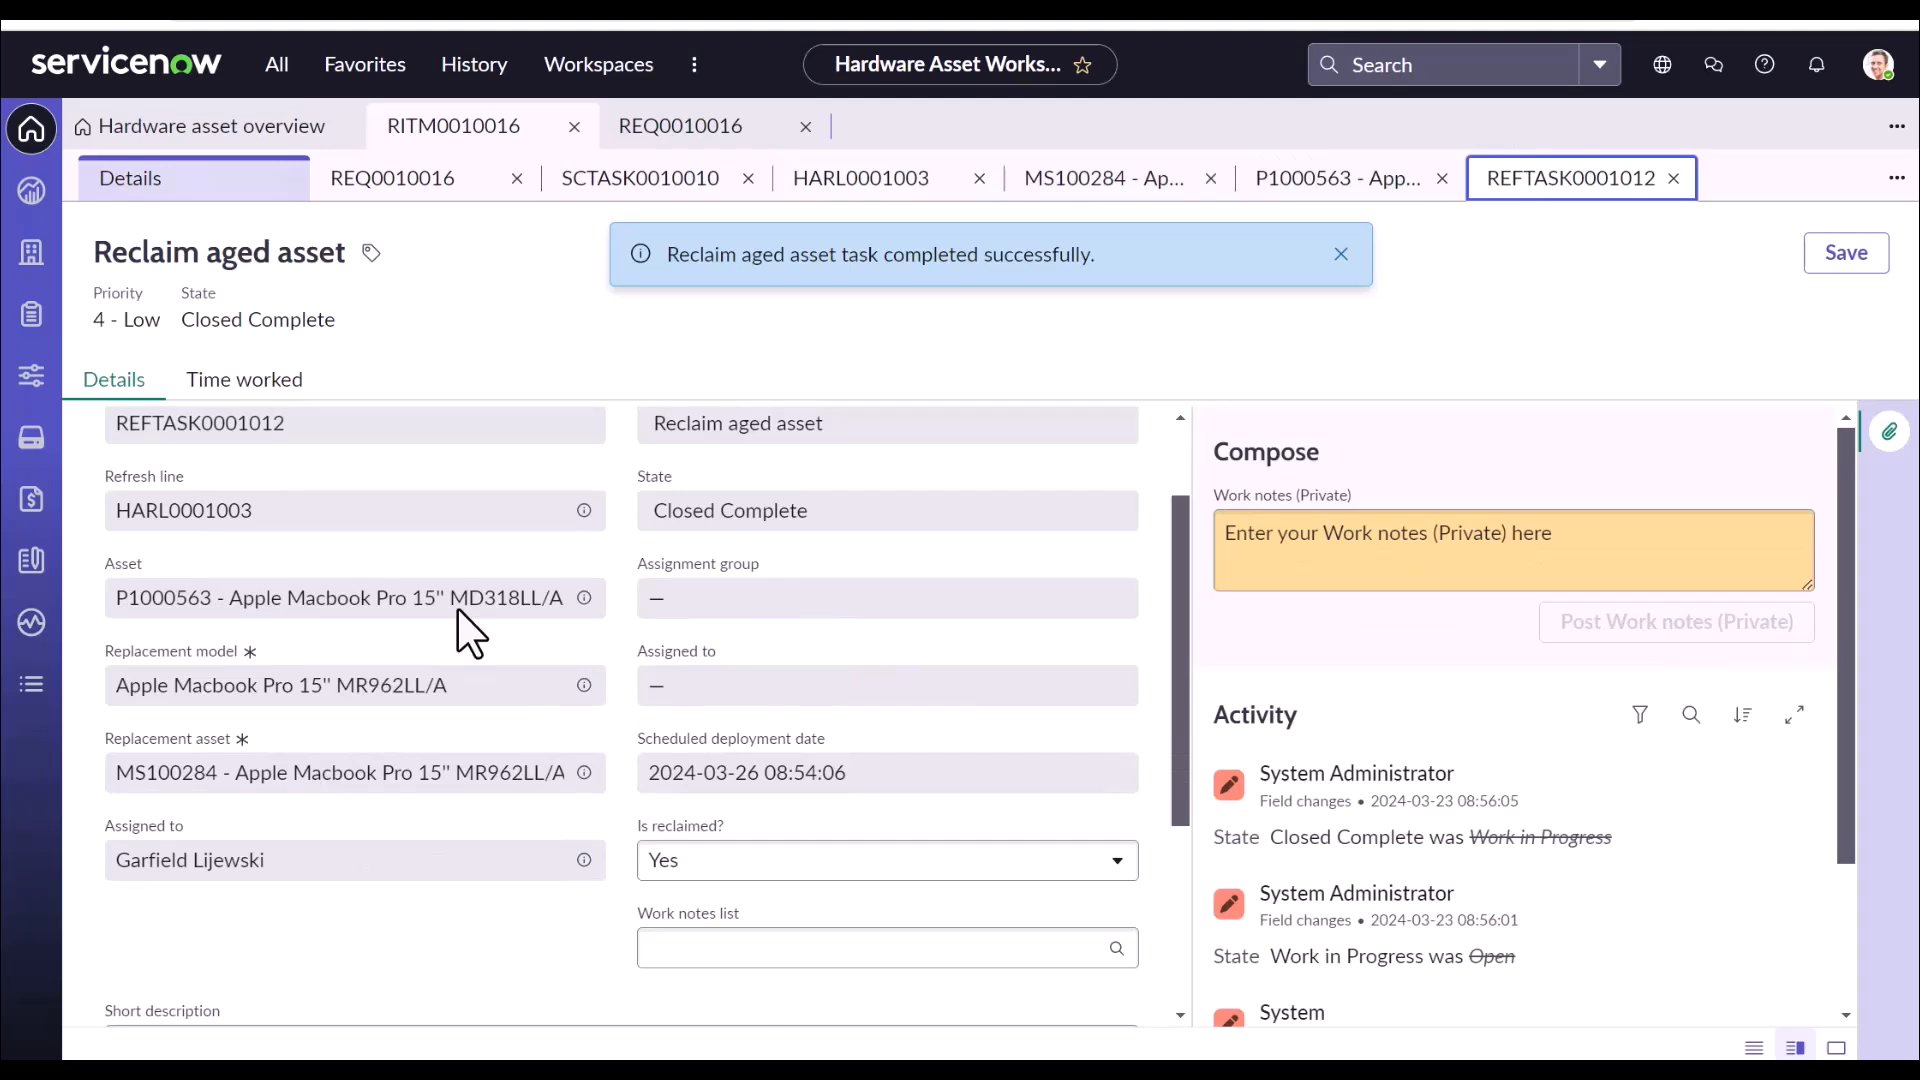 servicenow
All
Favorites
History
Workspaces
Hardware Asset Works...
Search
Hardware asset overview
RITM0010016
REQ0010016
Details
REQ0010016
SCTASK0010010
HARL0001003
MS100284 - Ap...
P1000563 - App...
REFTASK0001012
Reclaim aged asset
Reclaim aged asset task completed successfully.
Save
Priority
State
4 - Low
Closed Complete
Details
Time worked
REFTASK0001012
Reclaim aged asset
Refresh line
State
HARL0001003
Closed Complete
Asset
Assignment group
P1000563 - Apple Macbook Pro 15" MD318LL/A
—
Replacement model *
Assigned to
Apple Macbook Pro 15" MR962LL/A
—
Replacement asset *
Scheduled deployment date
MS100284 - Apple Macbook Pro 15" MR962LL/A
2024-03-26 08:54:06
Assigned to
Is reclaimed?
Garfield Lijewski
Yes
Work notes list
Short description
Compose
Work notes (Private)
Enter your Work notes (Private) here
Post Work notes (Private)
Activity
System Administrator
Field changes • 2024-03-23 08:56:05
State Closed Complete was Work in Progress
System Administrator
Field changes • 2024-03-23 08:56:01
State Work in Progress was Open
System